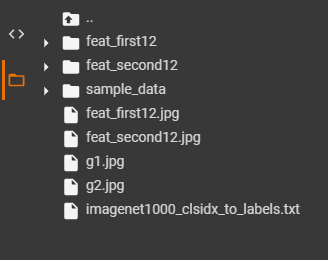 ..
feat_first12
feat_second12
sample_data
feat_first12.jpg
feat_second12.jpg
g1.jpg
g2.jpg
imagenet1000_clsidx_to_labels.txt